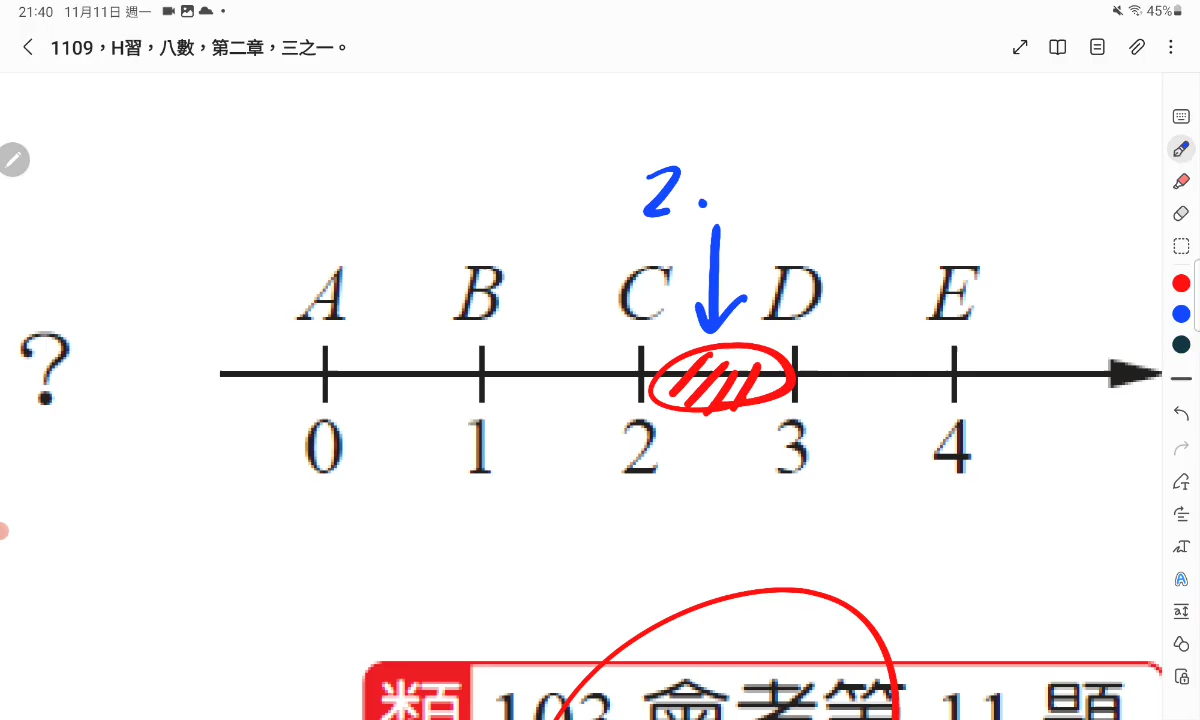 21:40 11月11日 週一 45%
1109，H習，八數，第二章，三之一。
2.
A B C D E
?
0 1 2 3 4
類 102 會考第 11 題